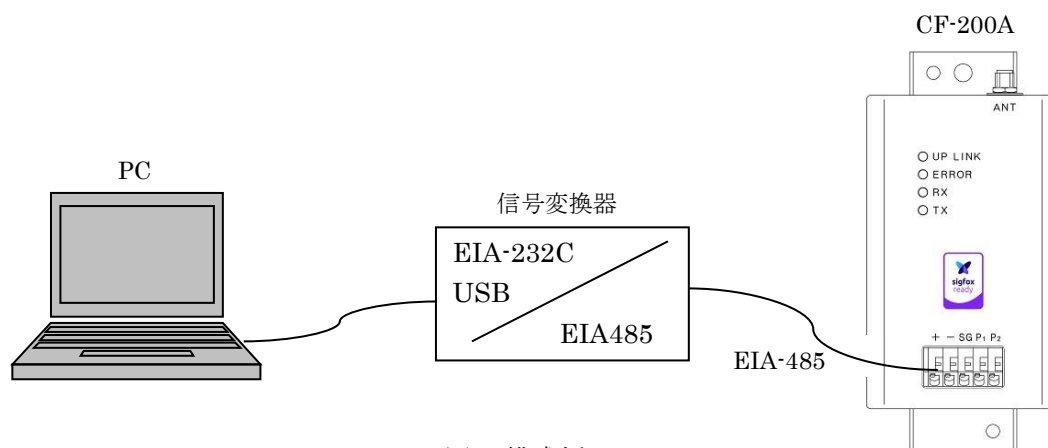 CF-200A
ANT
UP LINK
ERROR
RX
TX
sigfox
ready
+ - SG P1 P2
PC
信号変換器
EIA-232C
USB
EIA485
EIA-485